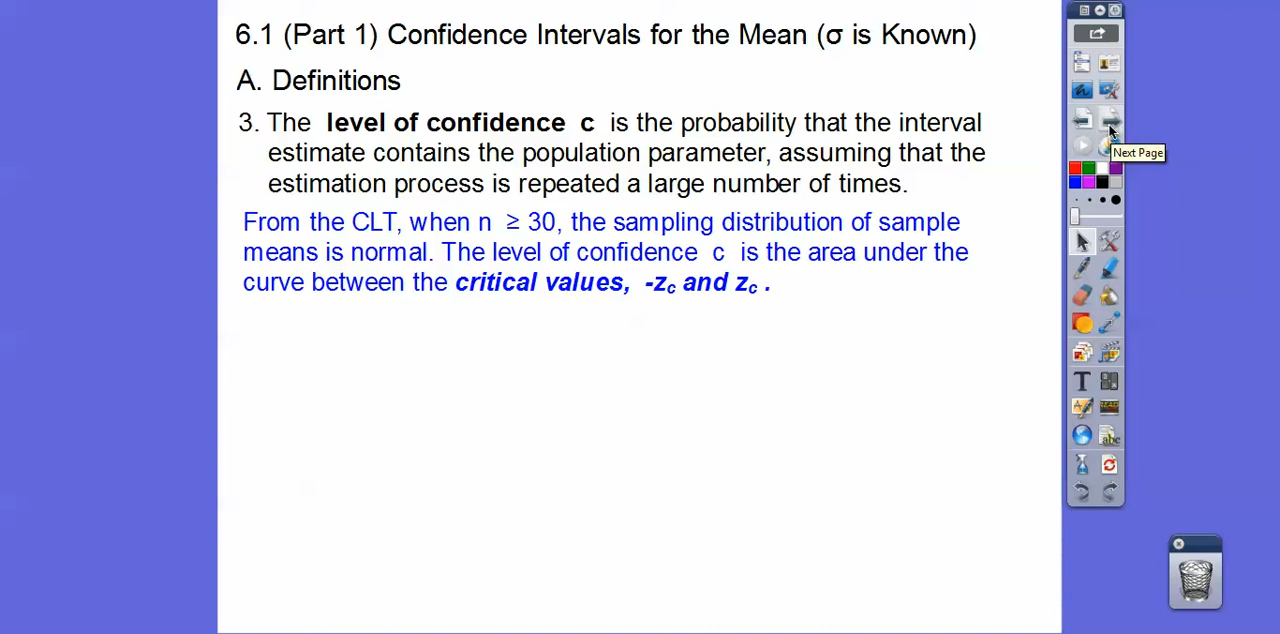 6.1 (Part 1) Confidence Intervals for the Mean (σ is Known)
A. Definitions
3. The level of confidence c is the probability that the interval
estimate contains the population parameter, assuming that the
estimation process is repeated a large number of times.
From the CLT, when n ≥ 30, the sampling distribution of sample
means is normal. The level of confidence c is the area under the
curve between the critical values, -zc and zc .
Next Page